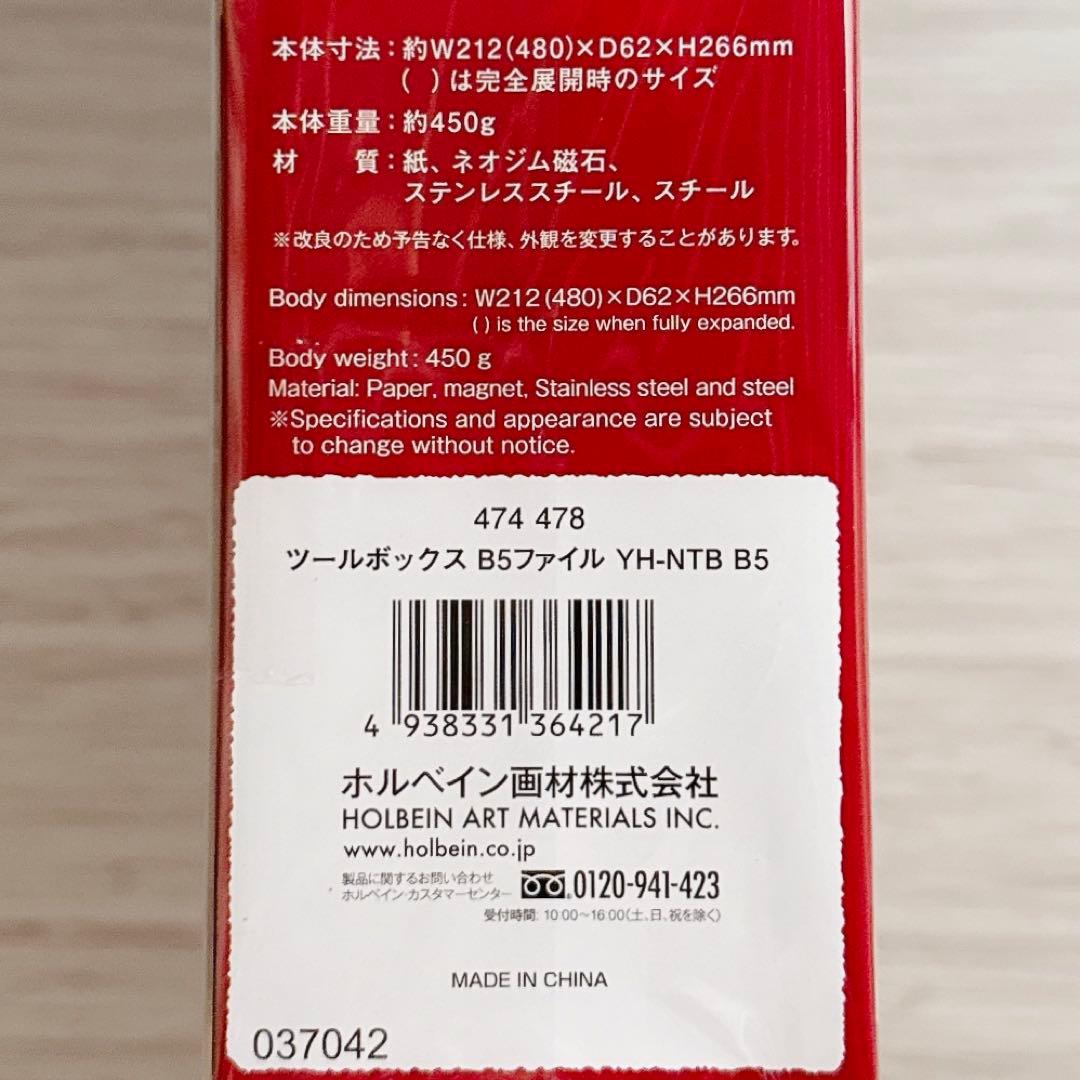 本体寸法：約W212(480)×D62×H266mm
( )は完全展開時のサイズ
本体重量：約450g
材　質：紙、ネオジム磁石、
ステンレススチール、スチール
※改良のため予告なく仕様、外観を変更することがあります。
Body dimensions: W212(480)×D62×H266mm
( ) is the size when fully expanded.
Body weight: 450 g
Material: Paper, magnet, Stainless steel and steel
※Specifications and appearance are subject
to change without notice.
474 478
ツールボックス B5ファイル YH-NTB B5
4 938331 364217
ホルベイン画材株式会社
HOLBEIN ART MATERIALS INC.
www.holbein.co.jp
製品に関するお問い合わせ
ホルベイン・カスタマーセンター 0120-941-423
受付時間: 10:00〜16:00(土、日、祝を除く)
MADE IN CHINA
037042